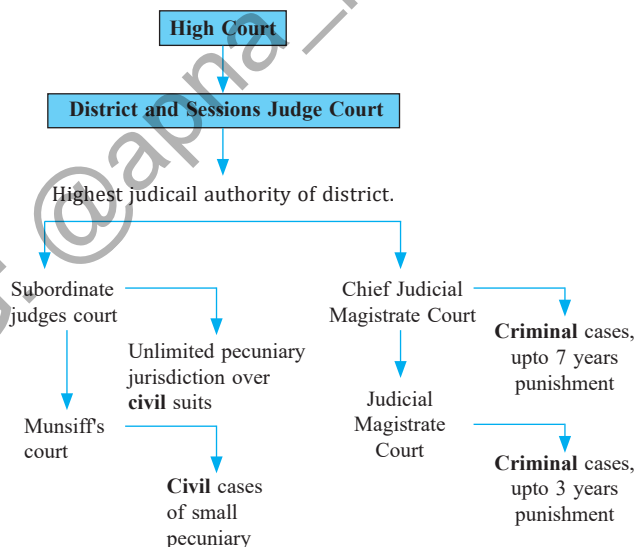 High Court
District and Sessions Judge Court
Highest judicail authority of district.
Subordinate
judges court
Unlimited pecuniary
jurisdiction over
civil suits
Munsiff's
court
Civil cases
of small
pecuniary
Chief Judicial
Magistrate Court
Criminal cases,
upto 7 years
punishment
Judicial
Magistrate
Court
Criminal cases,
upto 3 years
punishment
@apna_